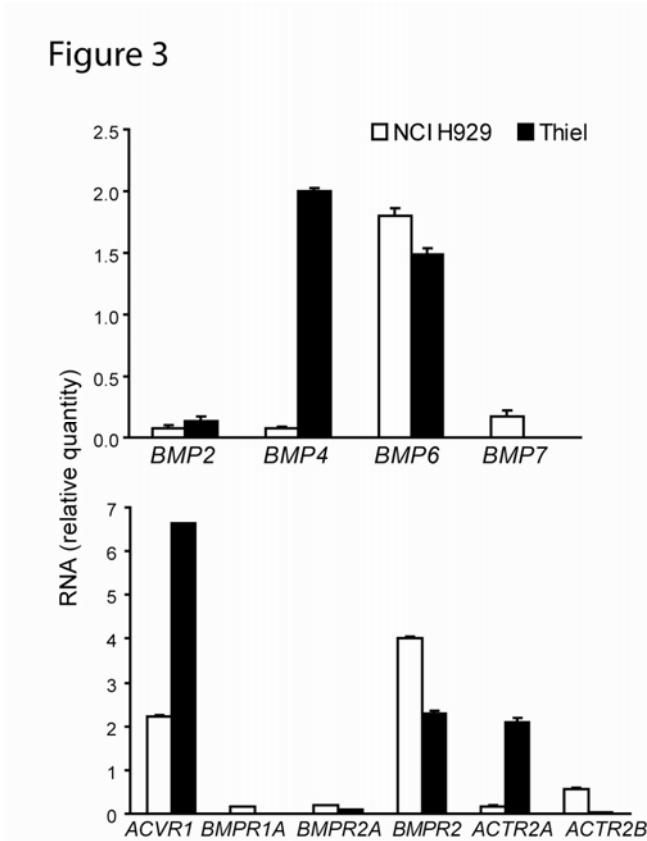 Figure 3
NCI H929 Thiel
2.5
2.0
1.5
1.0
0.5
0.0
BMP2 BMP4 BMP6 BMP7
RNA (relative quantity)
7
6
5
4
3
2
1
0
ACVR1 BMPR1A BMPR2A BMPR2 ACTR2A ACTR2B